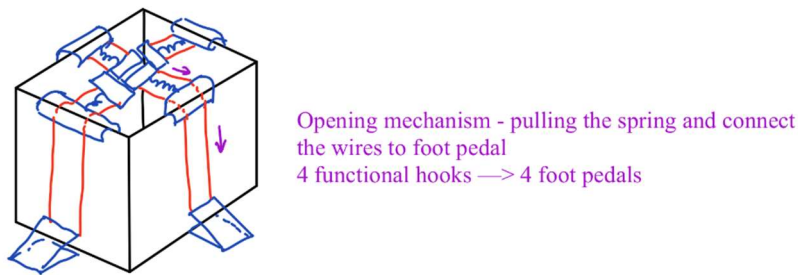 Opening mechanism - pulling the spring and connect
the wires to foot pedal
4 functional hooks —> 4 foot pedals